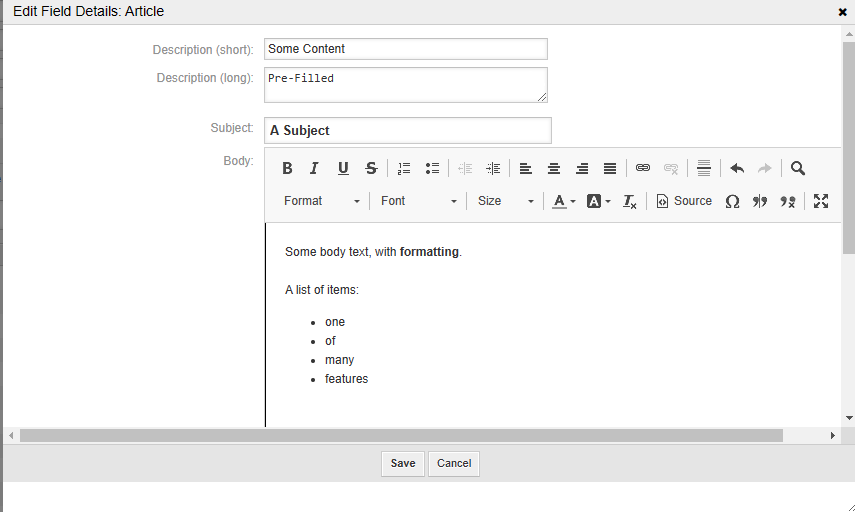 Edit Field Details: Article
Description (short): Some Content
Description (long): Pre-Filled
Subject: A Subject
Body:
B I U S
Format Font Size A A Tx Source Ω
Some body text, with formatting.
A list of items:
• one
• of
• many
• features
Save Cancel